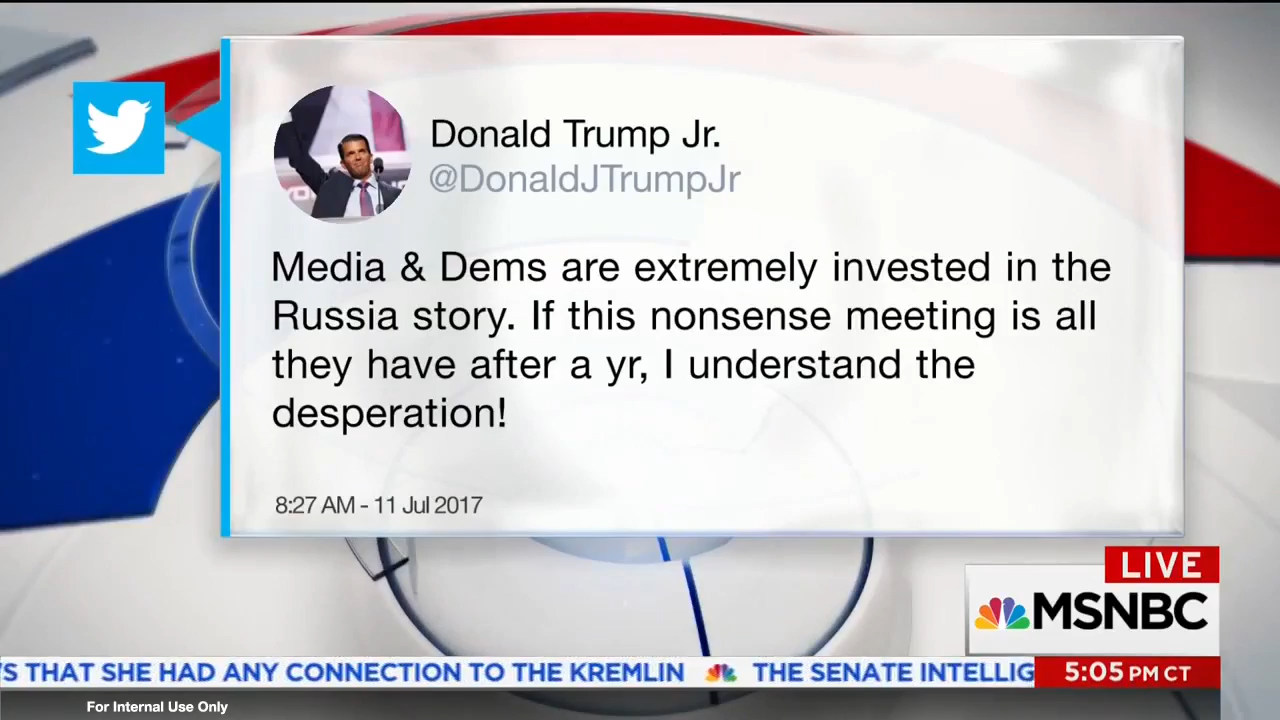 Donald Trump Jr.
@DonaldJTrumpJr
Media & Dems are extremely invested in the
Russia story. If this nonsense meeting is all
they have after a yr, I understand the
desperation!
8:27 AM - 11 Jul 2017
LIVE
MSNBC
'S THAT SHE HAD ANY CONNECTION TO THE KREMLIN THE SENATE INTELLIG
5:05 PM CT
For Internal Use Only